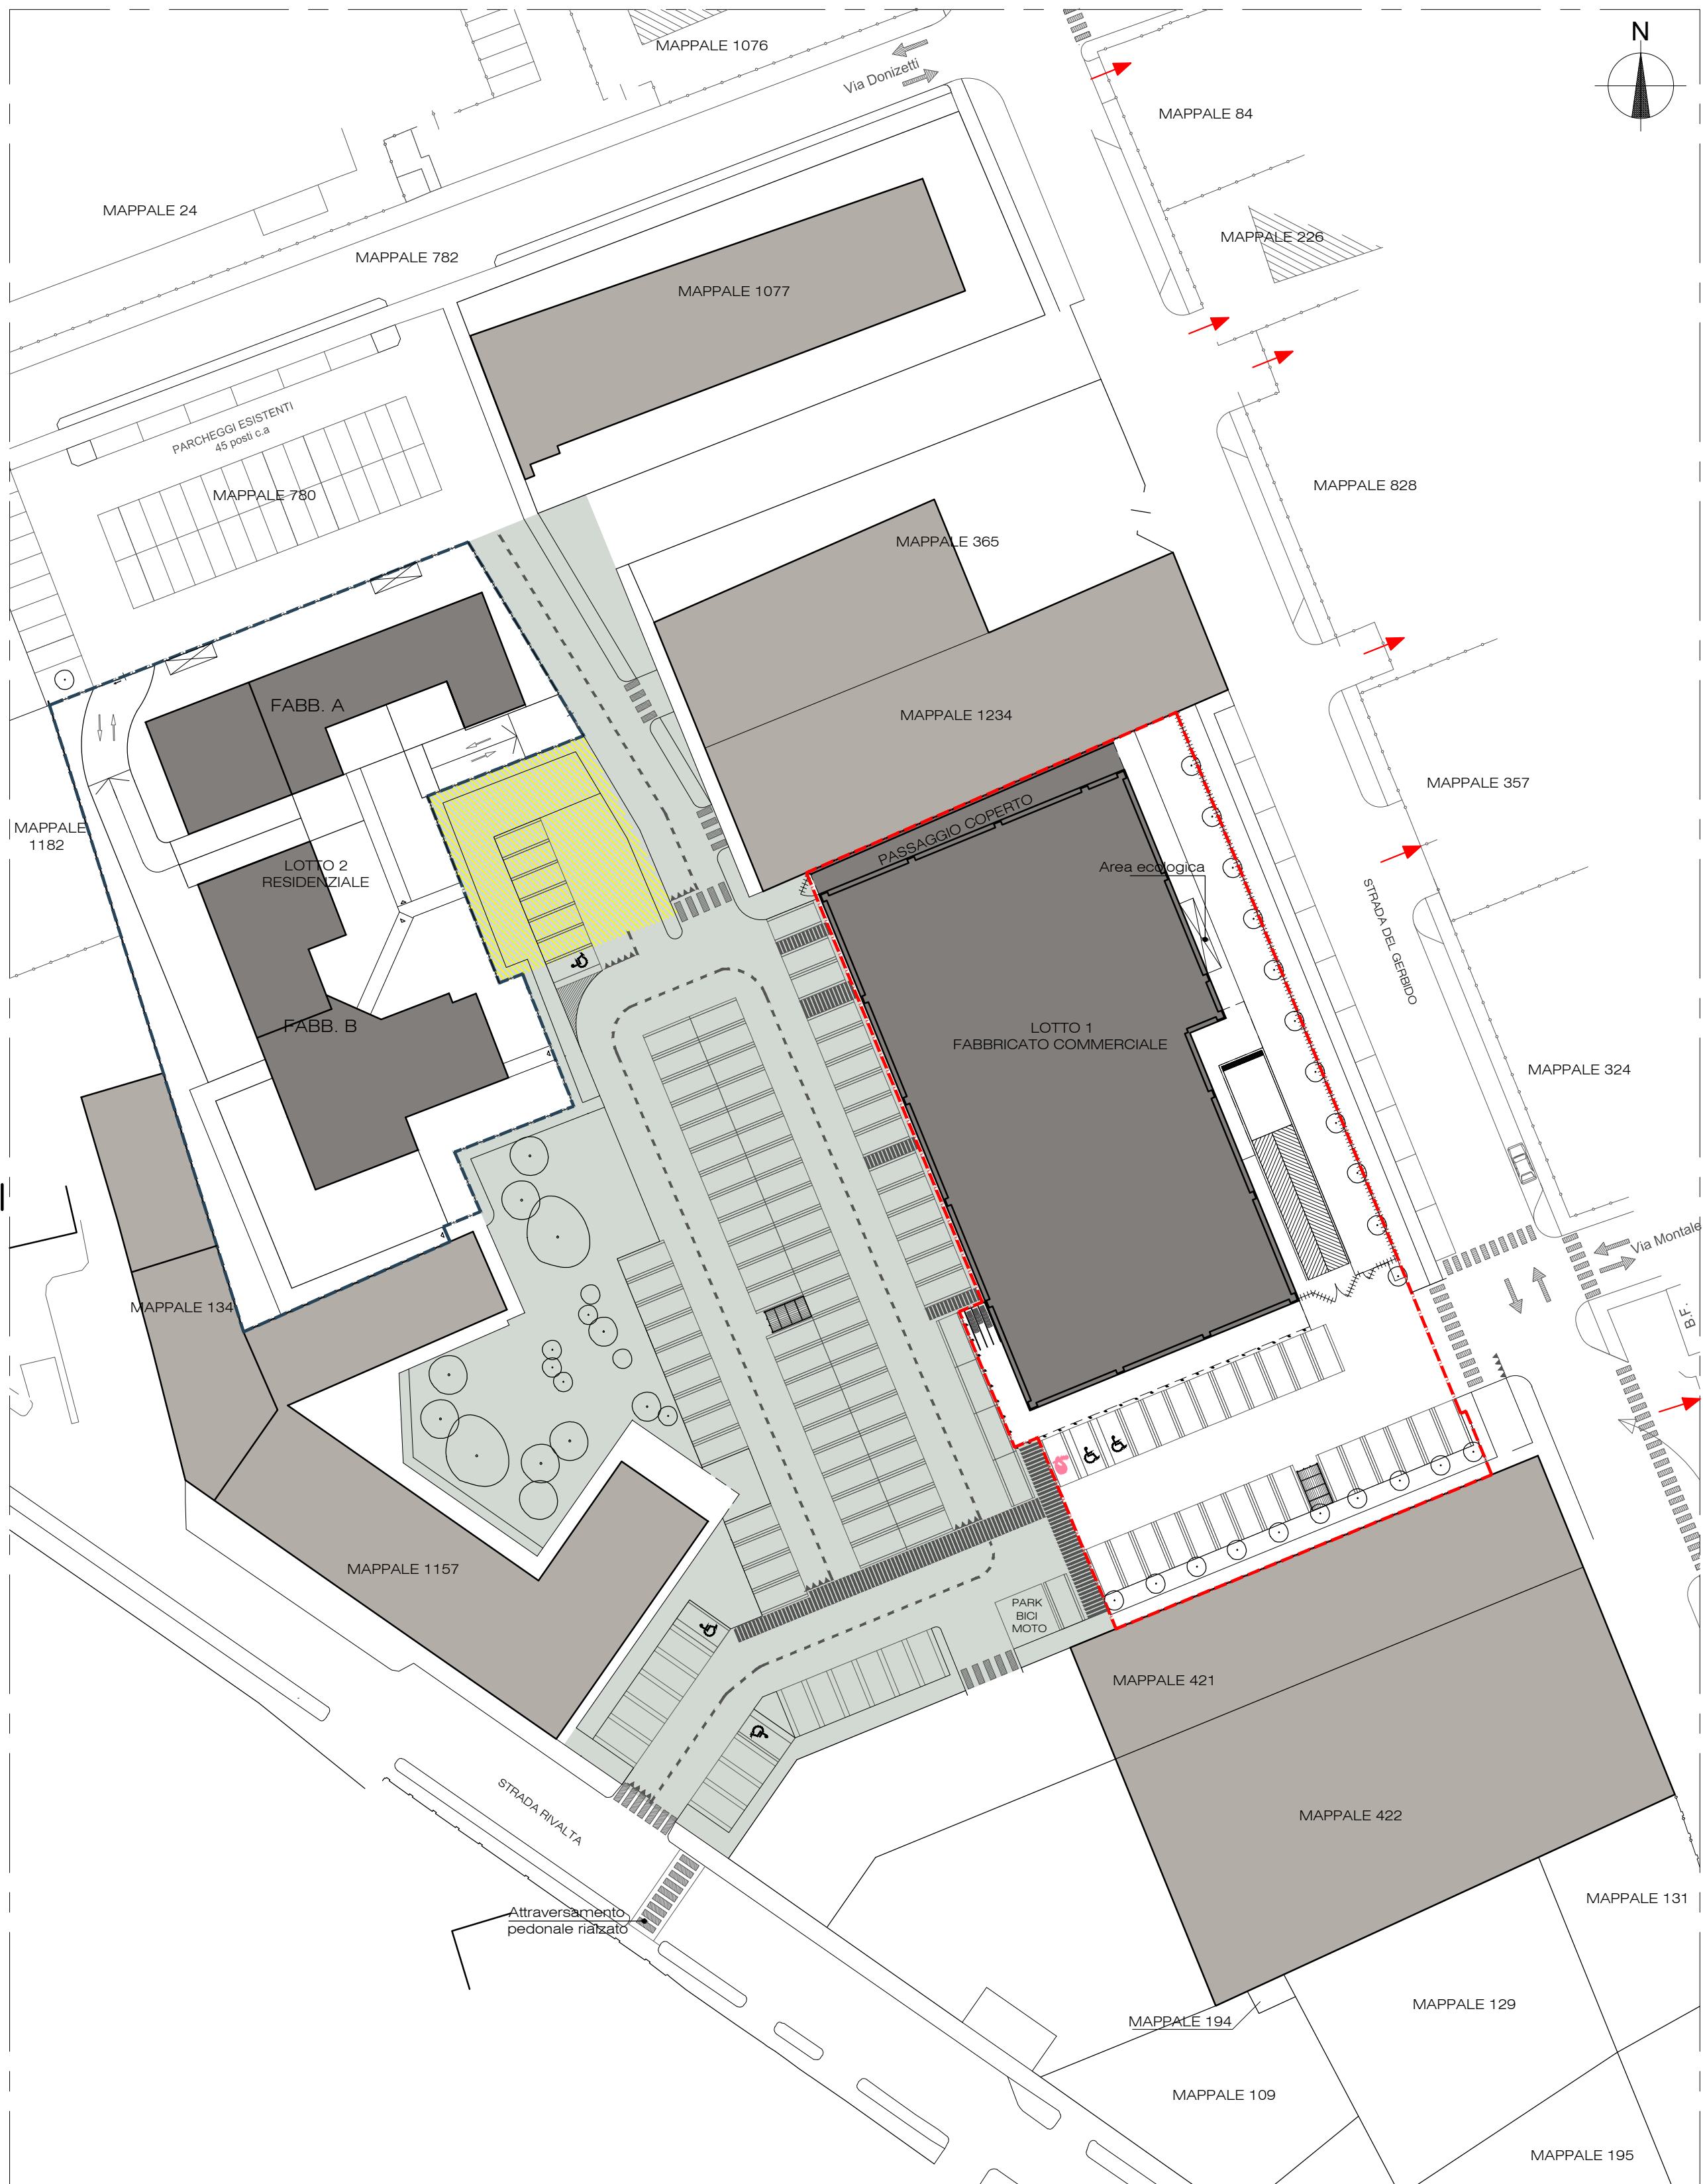 MAPPALE 1076
N
Via Donizetti
MAPPALE 84
MAPPALE 24
MAPPALE 226
MAPPALE 782
MAPPALE 1077
PARCHEGGI ESISTENTI
45 posti c.a
MAPPALE 780
MAPPALE 828
MAPPALE 365
FABB. A
MAPPALE 1234
MAPPALE 357
PASSAGGIO COPERTO
MAPPALE
1182
LOTTO 2
RESIDENZIALE
Area ecologica
STRADA DEL GERBIDO
FABB. B
LOTTO 1
FABBRICATO COMMERCIALE
MAPPALE 324
Via Montale
MAPPALE 134
B.F.
MAPPALE 1157
PARK
BICI
MOTO
MAPPALE 421
STRADA RIVALTA
MAPPALE 422
Attraversamento
pedonale rialzato
MAPPALE 131
MAPPALE 129
MAPPALE 194
MAPPALE 109
MAPPALE 195